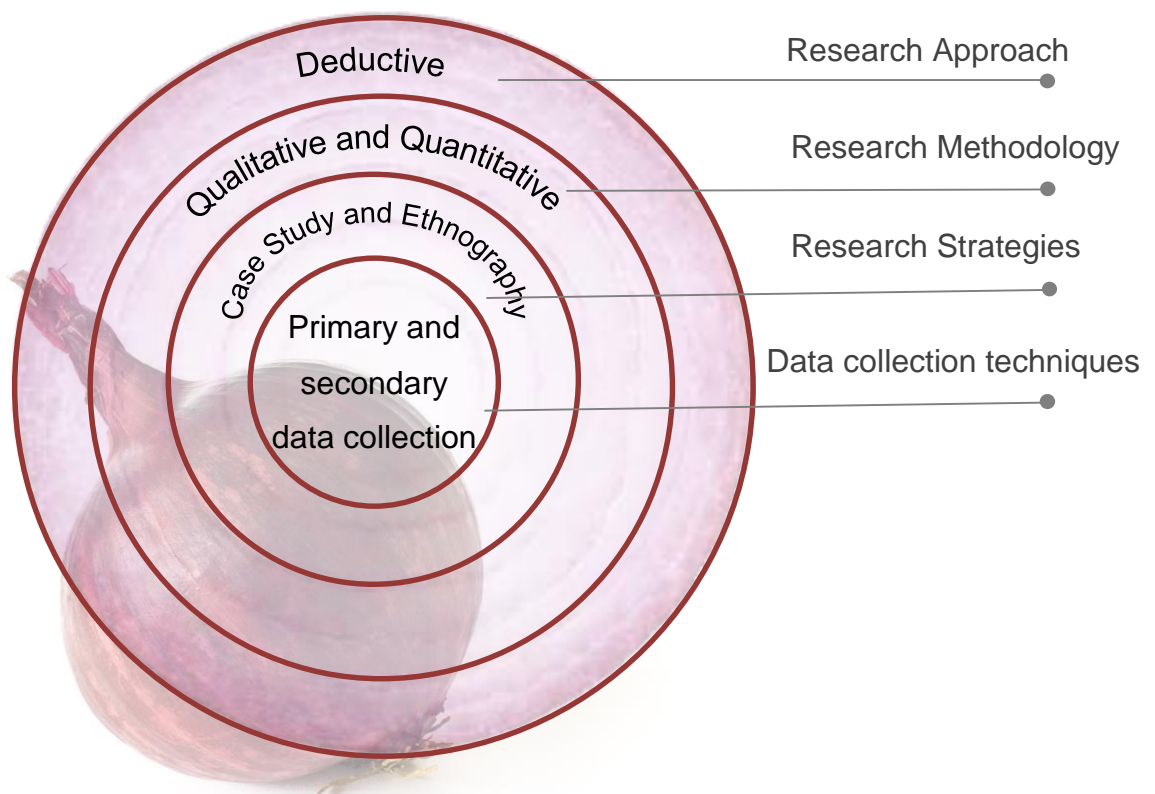 Deductive
Research Approach
Qualitative and Quantitative
Research Methodology
Case Study and Ethnography
Research Strategies
Primary and
secondary
data collection
Data collection techniques